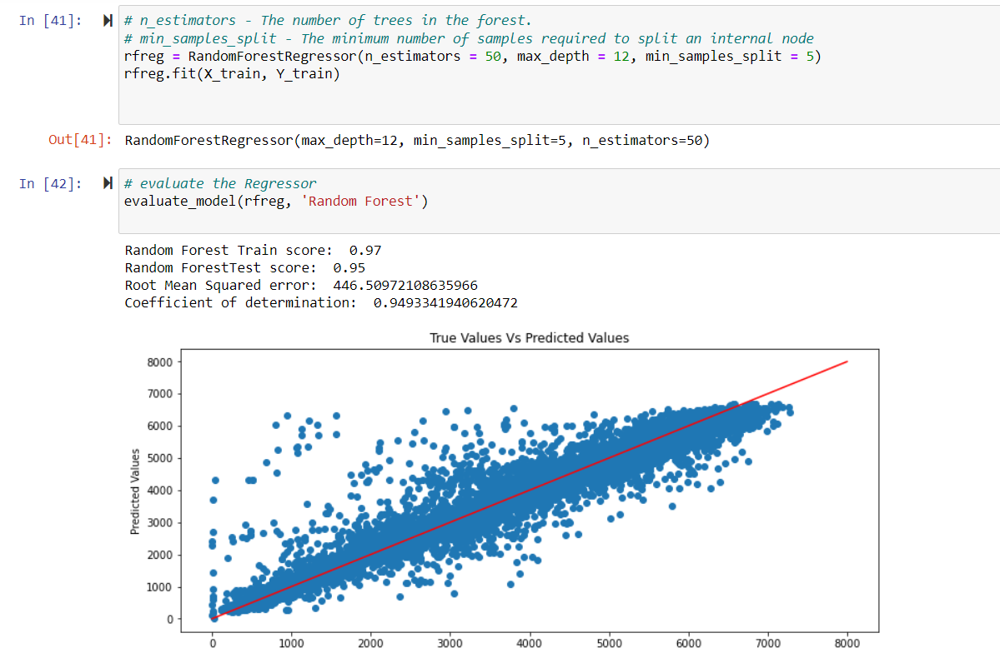 In [41]:
# n_estimators - The number of trees in the forest.
# min_samples_split - The minimum number of samples required to split an internal node
rfreg = RandomForestRegressor(n_estimators = 50, max_depth = 12, min_samples_split = 5)
rfreg.fit(X_train, Y_train)
Out[41]: RandomForestRegressor(max_depth=12, min_samples_split=5, n_estimators=50)
In [42]:
# evaluate the Regressor
evaluate_model(rfreg, 'Random Forest')
Random Forest Train score:  0.97
Random ForestTest score:  0.95
Root Mean Squared error:  446.50972108635966
Coefficient of determination:  0.9493341940620472
True Values Vs Predicted Values
Predicted Values
8000
7000
6000
5000
4000
3000
2000
1000
0
0 1000 2000 3000 4000 5000 6000 7000 8000